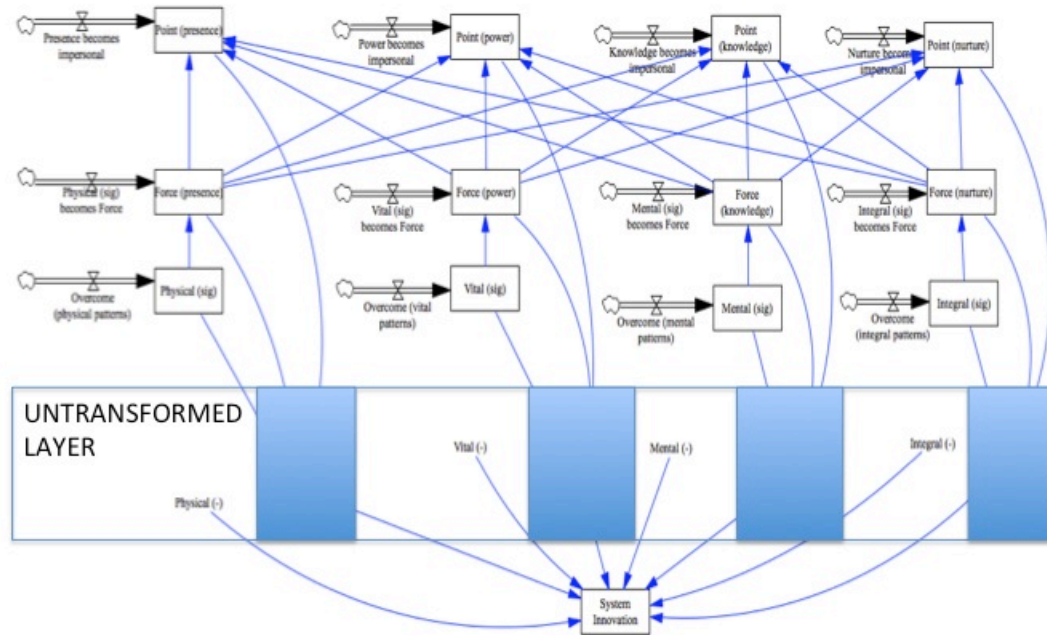 Presence becomes
impersonal
Point (presence)
Power becomes
impersonal
Point (power)
Knowledge becomes
impersonal
Point
(knowledge)
Nurture become
impersonal
Point (nurture)
Physical (sig)
becomes Force
Force (presence)
Vital (sig)
becomes Force
Force (power)
Mental (sig)
becomes Force
Force
(knowledge)
Integral (sig)
becomes Force
Force (nurture)
Overcome
(physical patterns)
Physical (sig)
Overcome (vital
patterns)
Vital (sig)
Overcome (mental
patterns)
Mental (sig)
Overcome
(integral patterns)
Integral (sig)
UNTRANSFORMED
LAYER
Vital (-)
Mental (-)
Integral (-)
Physical (-)
System
Innovation